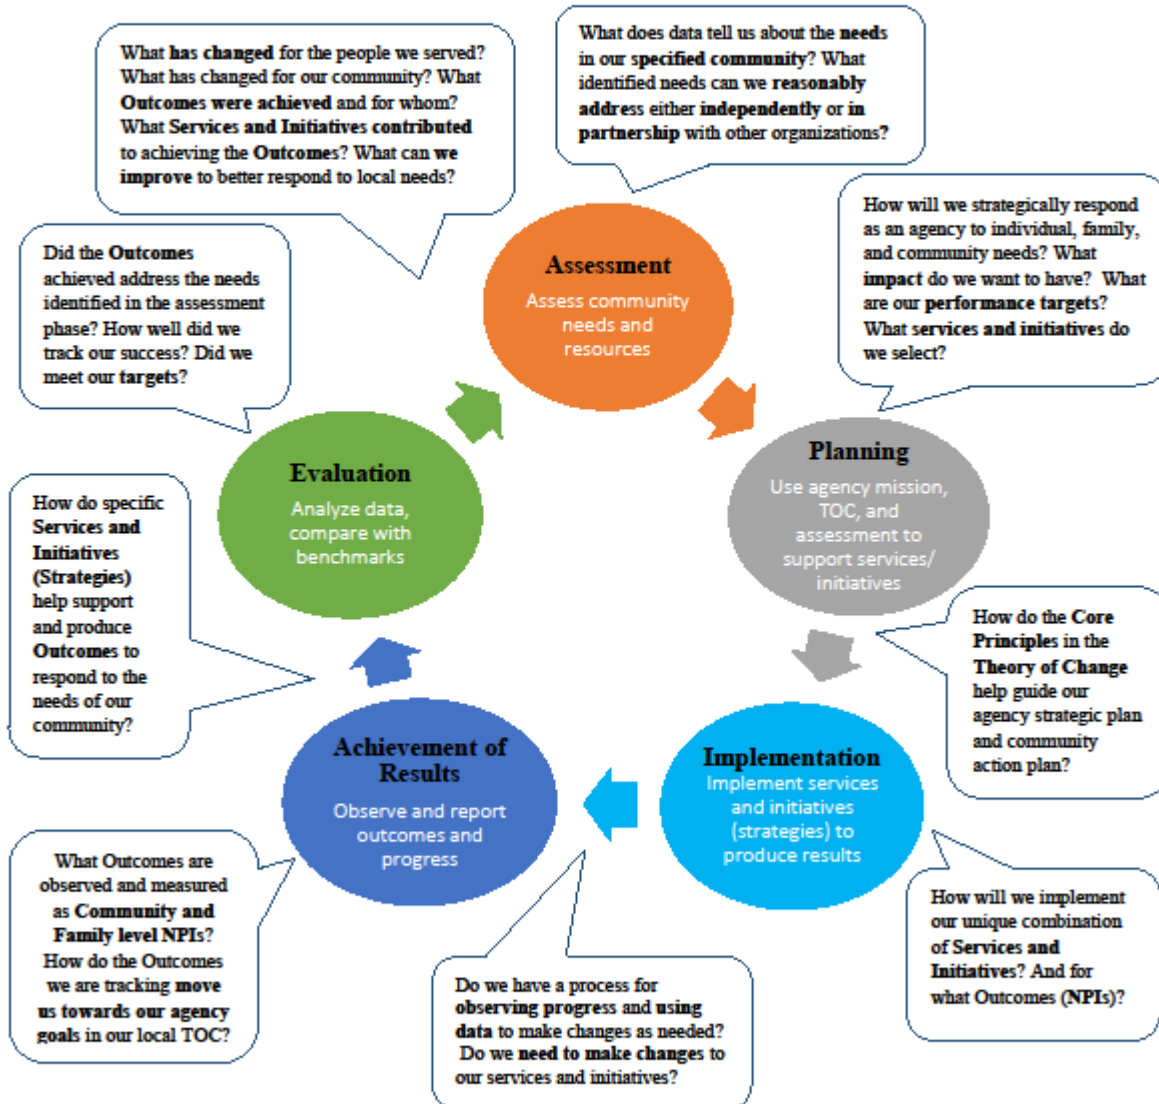 What has changed for the people we served?
What has changed for our community? What
Outcomes were achieved and for whom?
What Services and Initiatives contributed
to achieving the Outcomes? What can we
improve to better respond to local needs?
What does data tell us about the needs
in our specified community? What
identified needs can we reasonably
address either independently or in
partnership with other organizations?
How will we strategically respond
as an agency to individual, family,
and community needs? What
impact do we want to have? What
are our performance targets?
What services and initiatives do
we select?
Did the Outcomes
achieved address the needs
identified in the assessment
phase? How well did we
track our success? Did we
meet our targets?
Assessment
Assess community
needs and
resources
Evaluation
Analyze data,
compare with
benchmarks
Planning
Use agency mission,
TOC, and
assessment to
support services/
initiatives
How do specific
Services and
Initiatives
(Strategies)
help support
and produce
Outcomes to
respond to the
needs of our
community?
How do the Core
Principles in the
Theory of Change
help guide our
agency strategic plan
and community
action plan?
Achievement of
Results
Observe and report
outcomes and
progress
Implementation
Implement services
and initiatives
(strategies) to
produce results
What Outcomes are
observed and measured
as Community and
Family level NPIs?
How do the Outcomes
we are tracking move
us towards our agency
goals in our local TOC?
Do we have a process for
observing progress and using
data to make changes as needed?
Do we need to make changes to
our services and initiatives?
How will we implement
our unique combination
of Services and
Initiatives? And for
what Outcomes (NPIs)?